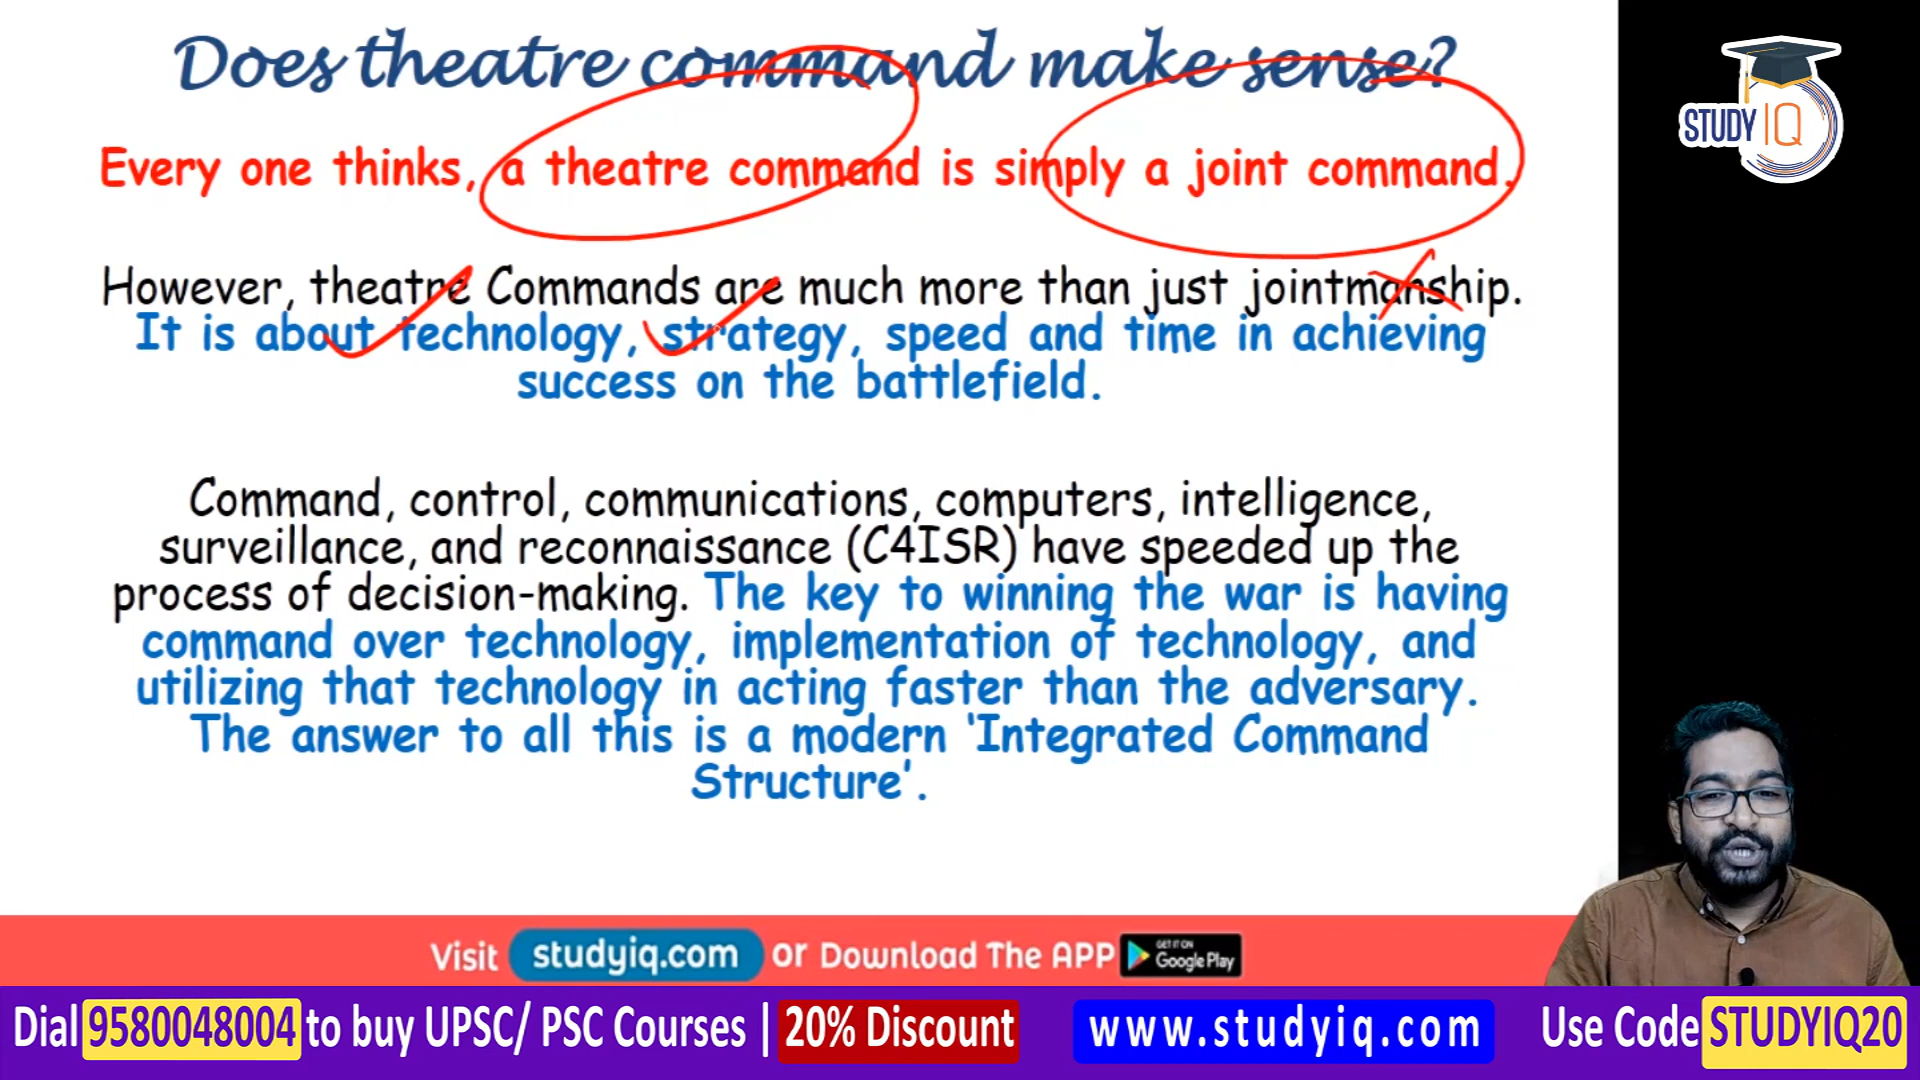 Does theatre command make sense?
STUDY IQ
Every one thinks, a theatre command is simply a joint command.
However, theatre Commands are much more than just jointmanship.
It is about technology, strategy, speed and time in achieving
success on the battlefield.
Command, control, communications, computers, intelligence,
surveillance, and reconnaissance (C4ISR) have speeded up the
process of decision-making. The key to winning the war is having
command over technology, implementation of technology, and
utilizing that technology in acting faster than the adversary.
The answer to all this is a modern 'Integrated Command
Structure'.
Visit studyiq.com or Download The APP GET IT ON Google Play
Dial 9580048004 to buy UPSC/ PSC Courses | 20% Discount www.studyiq.com Use Code STUDYIQ20